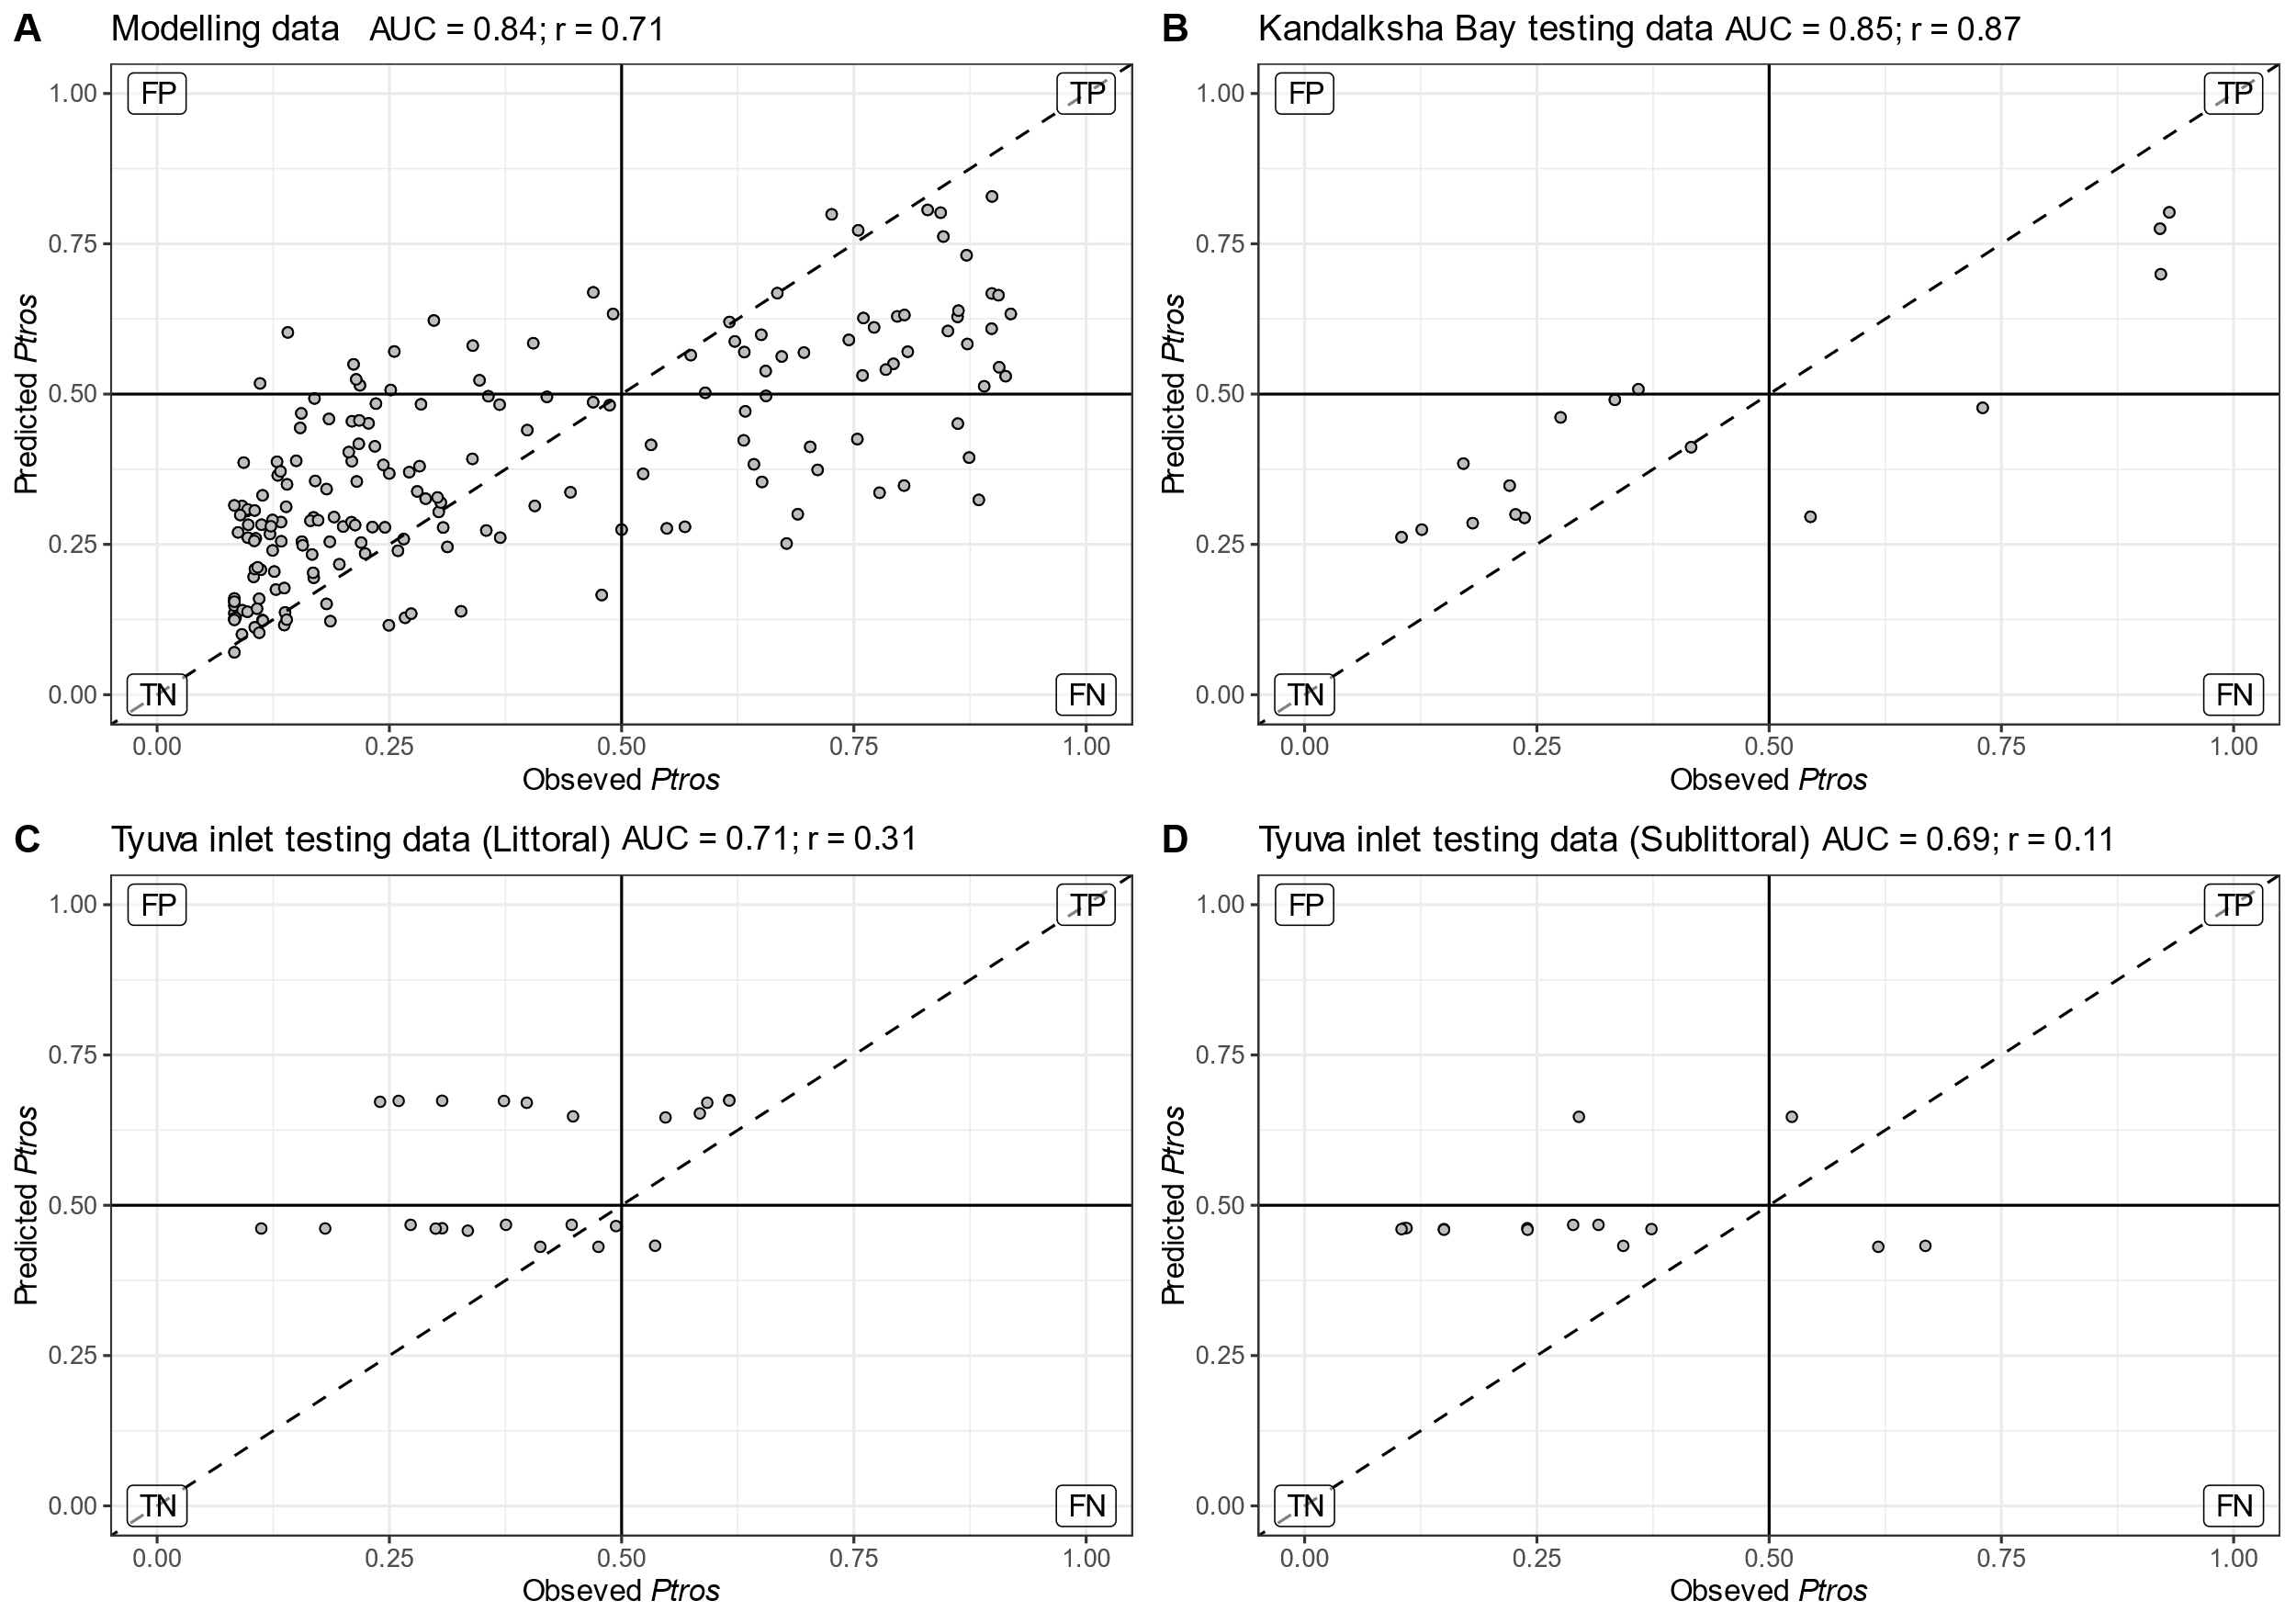 A Modelling data AUC = 0.84; r = 0.71
FP
TP
1.00
0.75
0.50
0.25
0.00
TN
FN
0.00 0.25 0.50 0.75 1.00
Obseved Ptros
Predicted Ptros
B Kandalksha Bay testing data AUC = 0.85; r = 0.87
FP
TP
1.00
0.75
0.50
0.25
0.00
TN
FN
0.00 0.25 0.50 0.75 1.00
Obseved Ptros
Predicted Ptros
C Tyuva inlet testing data (Littoral) AUC = 0.71; r = 0.31
FP
TP
1.00
0.75
0.50
0.25
0.00
TN
FN
0.00 0.25 0.50 0.75 1.00
Obseved Ptros
Predicted Ptros
D Tyuva inlet testing data (Sublittoral) AUC = 0.69; r = 0.11
FP
TP
1.00
0.75
0.50
0.25
0.00
TN
FN
0.00 0.25 0.50 0.75 1.00
Obseved Ptros
Predicted Ptros